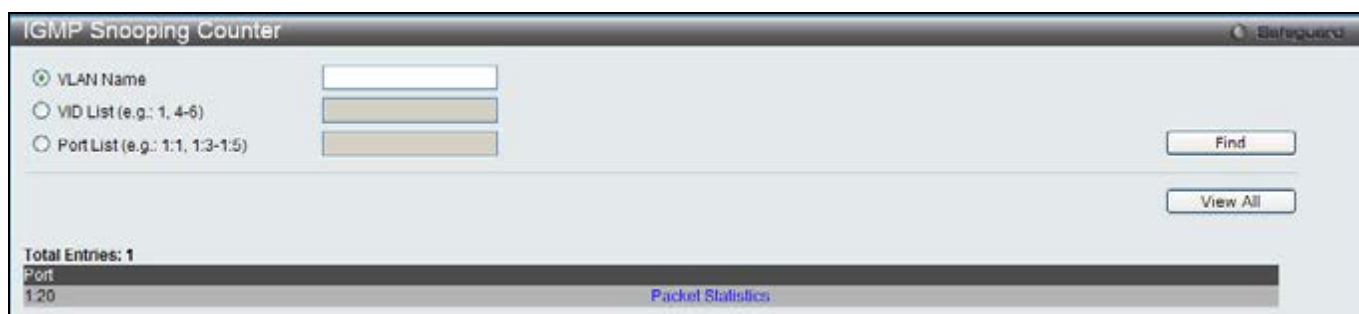 IGMP Snooping Counter
Safeguard
VLAN Name
VID List (e.g.: 1, 4-6)
Port List (e.g.: 1:1, 1:3-1:5)
Find
View All
Total Entries: 1
Port
1:20
Packet Statistics